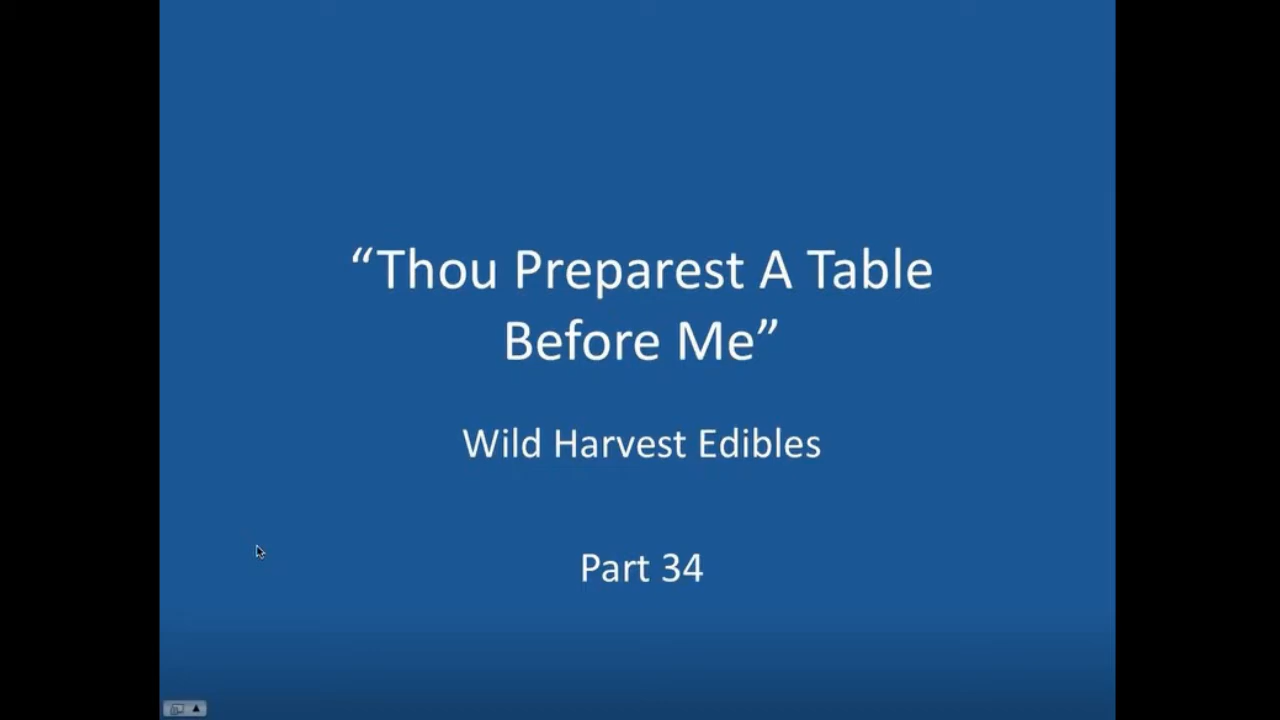 “Thou Preparest A Table
Before Me”
Wild Harvest Edibles
Part 34